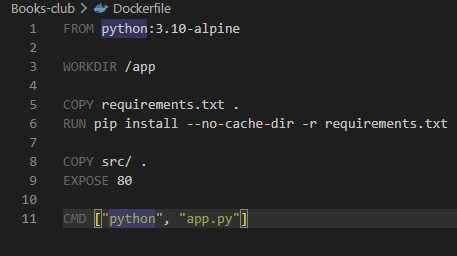 Books-club > Dockerfile
1 FROM python:3.10-alpine
2
3 WORKDIR /app
4
5 COPY requirements.txt .
6 RUN pip install --no-cache-dir -r requirements.txt
7
8 COPY src/ .
9 EXPOSE 80
10
11 CMD ["python", "app.py"]